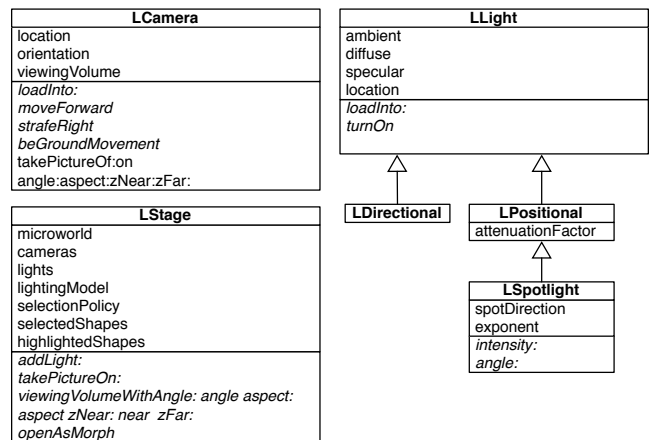 LCamera
location
orientation
viewingVolume
loadInto:
moveForward
strafeRight
beGroundMovement
takePictureOf:on
angle:aspect:zNear:zFar:
LStage
microworld
cameras
lights
lightingModel
selectionPolicy
selectedShapes
highlightedShapes
addLight:
takePictureOn:
viewingVolumeWithAngle: angle aspect:
aspect zNear: near zFar:
openAsMorph
LLight
ambient
diffuse
specular
location
loadInto:
turnOn
LDirectional
LPositional
attenuationFactor
LSpotlight
spotDirection
exponent
intensity:
angle: